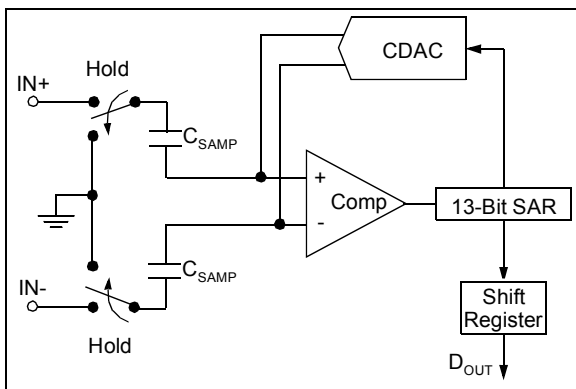 CDAC
Hold
IN+
C_SAMP
+
Comp
-
13-Bit SAR
C_SAMP
IN-
Hold
Shift
Register
D_OUT